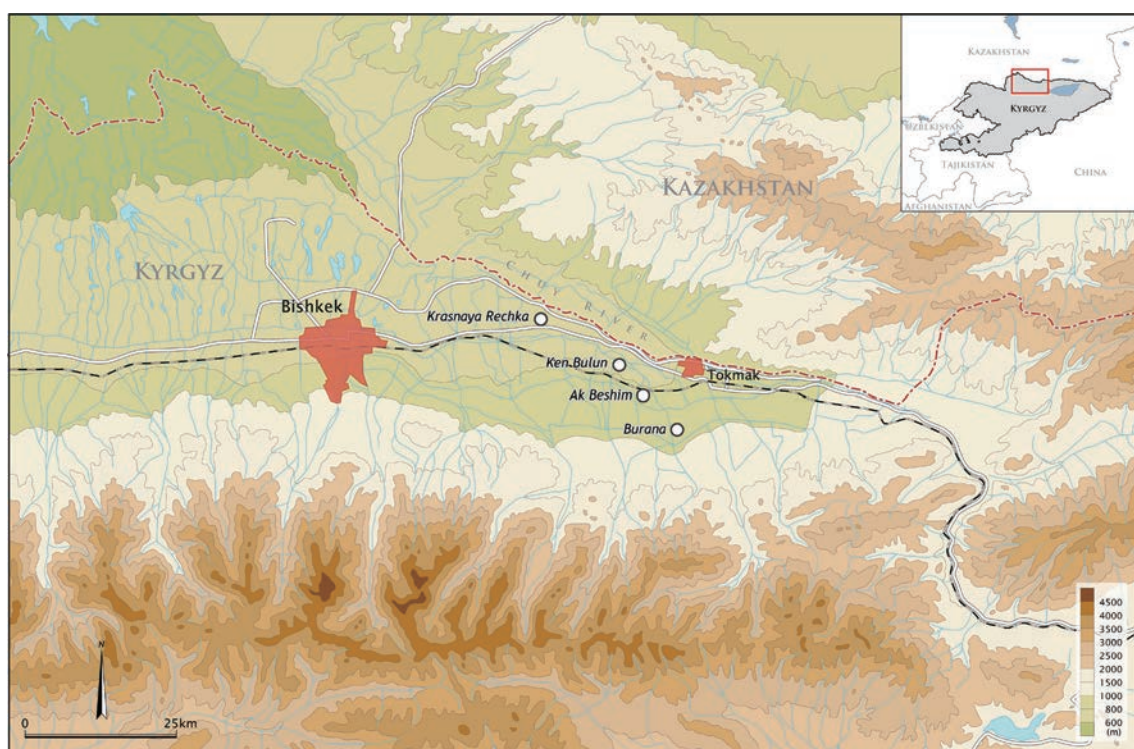 KAZAKHSTAN
KYRGYZ
UZBEKISTAN
TAJIKISTAN
CHINA
AFGHANISTAN
KAZAKHSTAN
KYRGYZ
CHUY RIVER
Bishkek
Krasnaya Rechka
Ken Bulun
Tokmak
Ak Beshim
Burana
N
0 25km
4500
4000
3500
3000
2500
2000
1500
1000
800
600
(m)